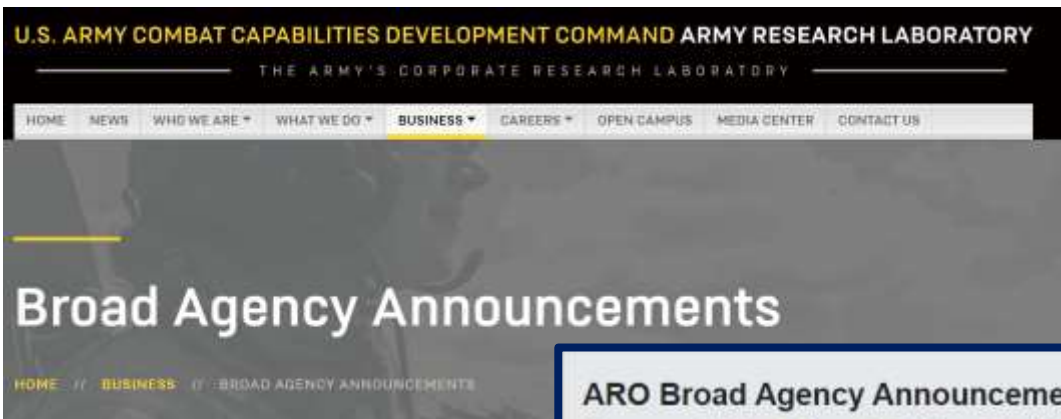 U.S. ARMY COMBAT CAPABILITIES DEVELOPMENT COMMAND ARMY RESEARCH LABORATORY
THE ARMY'S CORPORATE RESEARCH LABORATORY
HOME NEWS WHO WE ARE WHAT WE DO BUSINESS CAREERS OPEN CAMPUS MEDIA CENTER CONTACT US
Broad Agency Announcements
HOME // BUSINESS // BROAD AGENCY ANNOUNCEMENTS
ARO Broad Agency Announceme